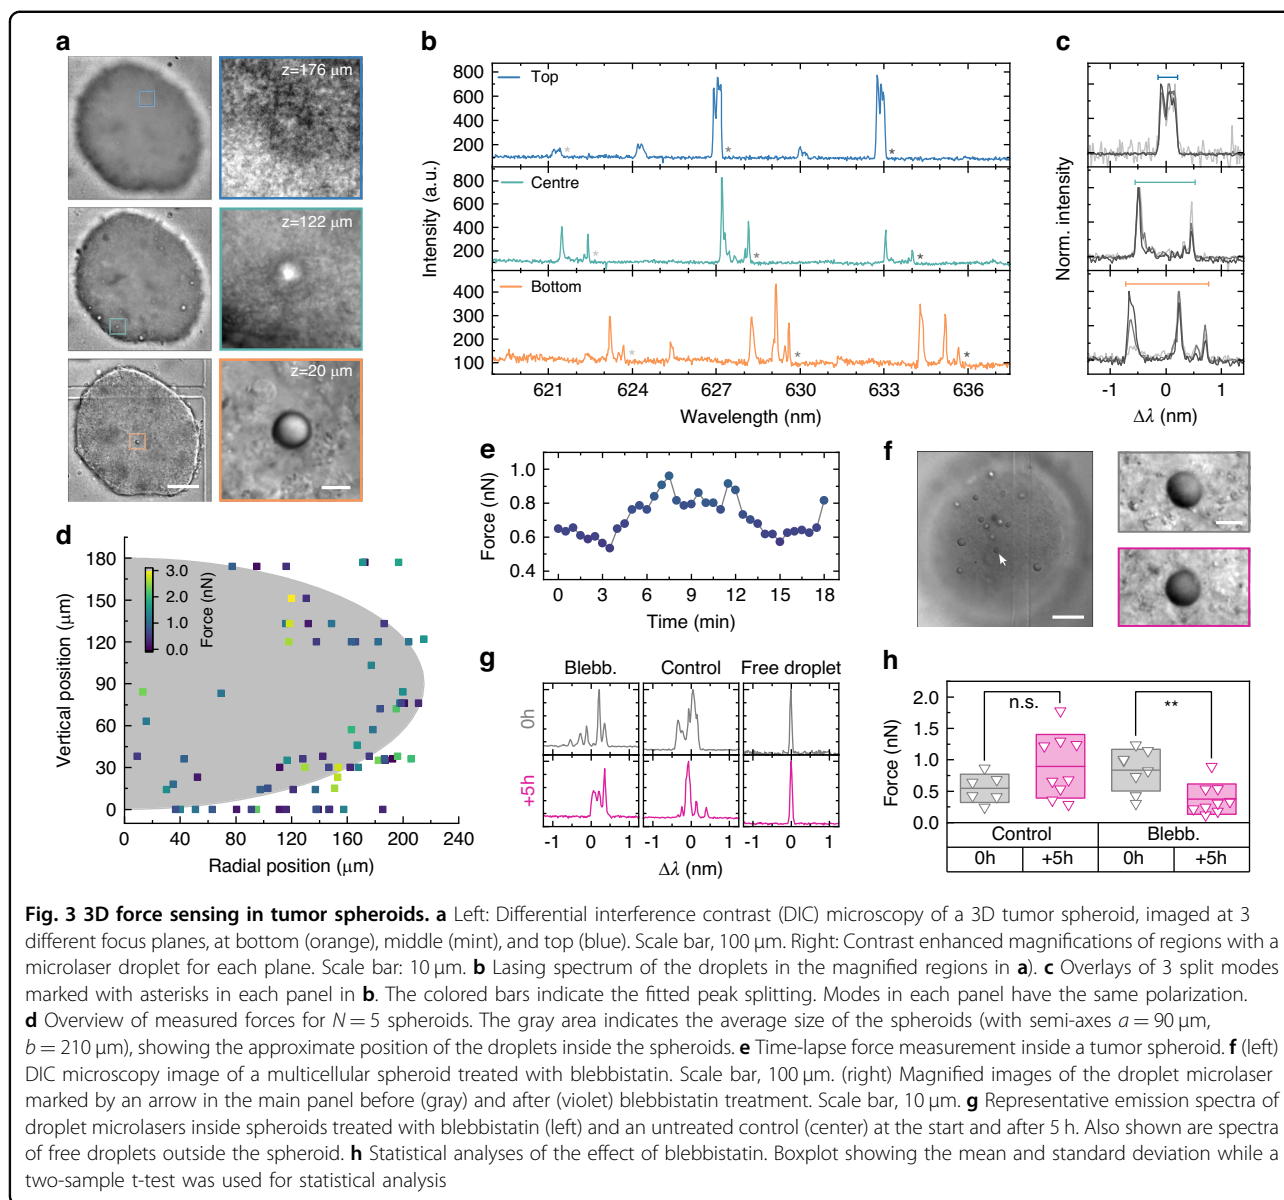 a
z=176 μm
z=122 μm
z=20 μm
b
800
600
400
200
Top
*
*
800
600
400
200
Centre
*
*
*
400
300
200
100
Bottom
*
*
*
Intensity (a.u.)
621 624 627 630 633 636
Wavelength (nm)
c
Norm. intensity
-1 0 1
Δλ (nm)
d
180
150
120
90
60
30
0
Vertical position (μm)
3.0
2.0
1.0
0.0
Force (nN)
0 40 80 120 160 200 240
Radial position (μm)
e
1.0
0.8
0.6
0.4
Force (nN)
0 3 6 9 12 15 18
Time (min)
f
g
Blebb. Control Free droplet
0h
+5h
-1 0 1 -1 0 1 -1 0 1
Δλ (nm)
h
2.0
1.5
1.0
0.5
0.0
Force (nN)
n.s.
**
Control Blebb.
0h +5h 0h +5h
Fig. 3 3D force sensing in tumor spheroids. a Left: Differential interference contrast (DIC) microscopy of a 3D tumor spheroid, imaged at 3
different focus planes, at bottom (orange), middle (mint), and top (blue). Scale bar, 100 μm. Right: Contrast enhanced magnifications of regions with a
microlaser droplet for each plane. Scale bar: 10 μm. b Lasing spectrum of the droplets in the magnified regions in a). c Overlays of 3 split modes
marked with asterisks in each panel in b. The colored bars indicate the fitted peak splitting. Modes in each panel have the same polarization.
d Overview of measured forces for N = 5 spheroids. The gray area indicates the average size of the spheroids (with semi-axes a = 90 μm,
b = 210 μm), showing the approximate position of the droplets inside the spheroids. e Time-lapse force measurement inside a tumor spheroid. f (left)
DIC microscopy image of a multicellular spheroid treated with blebbistatin. Scale bar, 100 μm. (right) Magnified images of the droplet microlaser
marked by an arrow in the main panel before (gray) and after (violet) blebbistatin treatment. Scale bar, 10 μm. g Representative emission spectra of
droplet microlasers inside spheroids treated with blebbistatin (left) and an untreated control (center) at the start and after 5 h. Also shown are spectra
of free droplets outside the spheroid. h Statistical analyses of the effect of blebbistatin. Boxplot showing the mean and standard deviation while a
two-sample t-test was used for statistical analysis